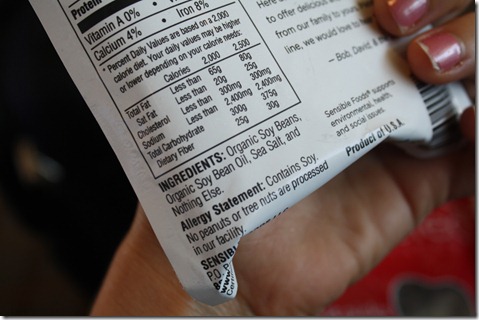 Protein
Vitamin A 0% •
Calcium 4% • Iron 8%
* Percent Daily Values are based on a 2,000
calorie diet. Your daily values may be higher
or lower depending on your calorie needs:
Calories 2,000 2,500
Total Fat Less than 65g 80g
Sat Fat Less than 20g 25g
Cholesterol Less than 300mg 300mg
Sodium Less than 2,400mg 2,400mg
Total Carbohydrate 300g 375g
Dietary Fiber 25g 30g
INGREDIENTS: Organic Soy Beans,
Organic Soy Bean Oil, Sea Salt, and
Nothing Else.
Allergy Statement: Contains Soy.
No peanuts or tree nuts are processed
in our facility.
SENSIBL
P.O.
www.
Here
to offer delicious
from our family to your
line, we would love to
— Bob, David, &
Sensible Foods® supports
environmental, health,
and social issues.
Product of U.S.A.